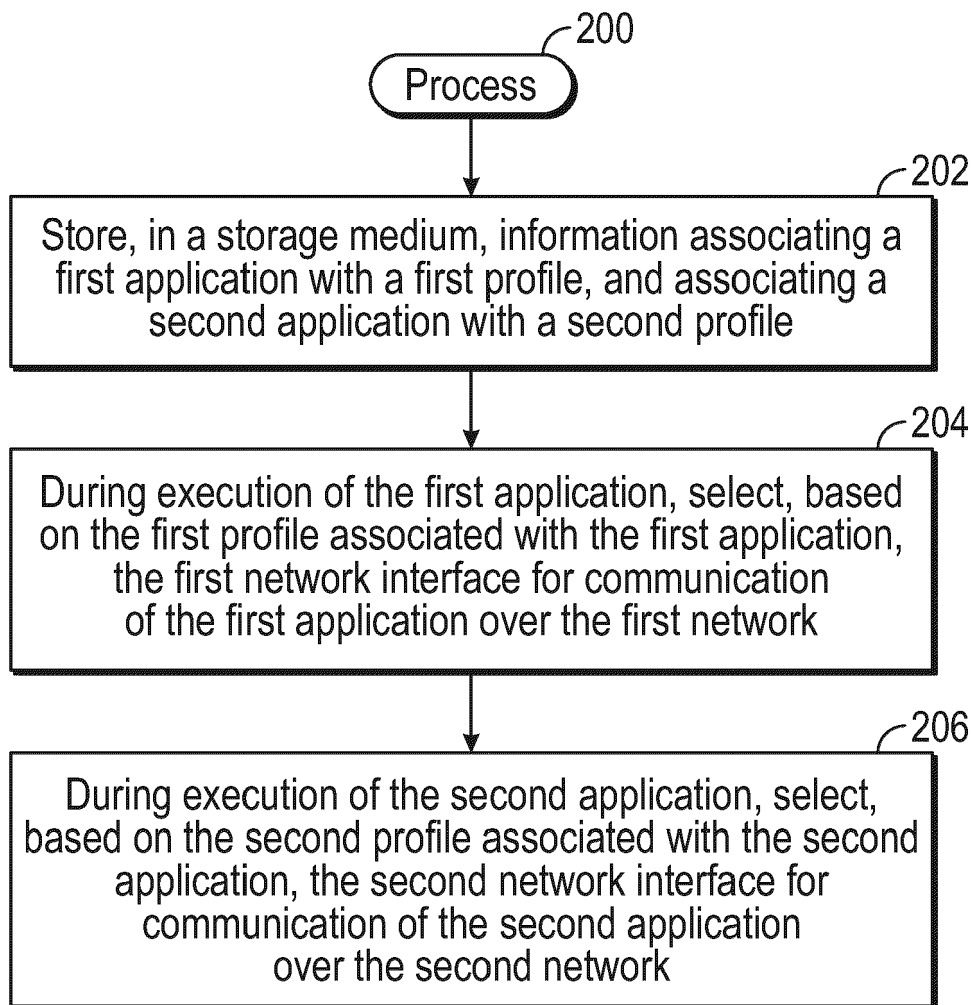 200
Process
202
Store, in a storage medium, information associating a
first application with a first profile, and associating a
second application with a second profile
204
During execution of the first application, select, based
on the first profile associated with the first application,
the first network interface for communication
of the first application over the first network
206
During execution of the second application, select,
based on the second profile associated with the second
application, the second network interface for
communication of the second application
over the second network